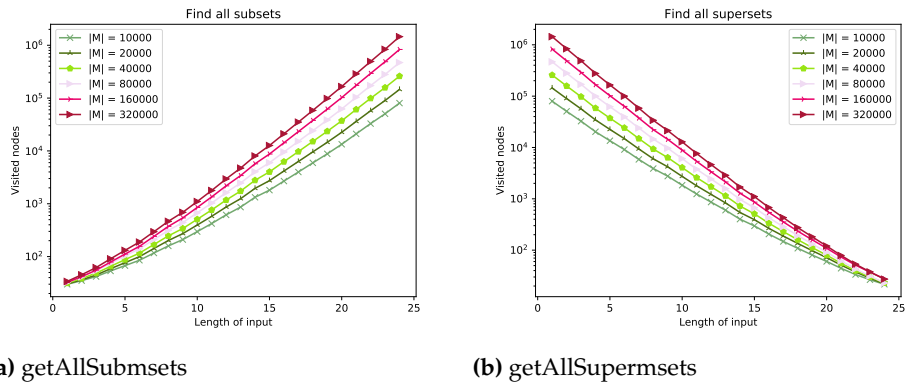 Find all subsets
|M| = 10000
|M| = 20000
|M| = 40000
|M| = 80000
|M| = 160000
|M| = 320000
Visited nodes
10^6
10^5
10^4
10^3
10^2
0 5 10 15 20 25
Length of input
a) getAllSubmsets
Find all supersets
|M| = 10000
|M| = 20000
|M| = 40000
|M| = 80000
|M| = 160000
|M| = 320000
Visited nodes
10^6
10^5
10^4
10^3
10^2
0 5 10 15 20 25
Length of input
(b) getAllSupermsets